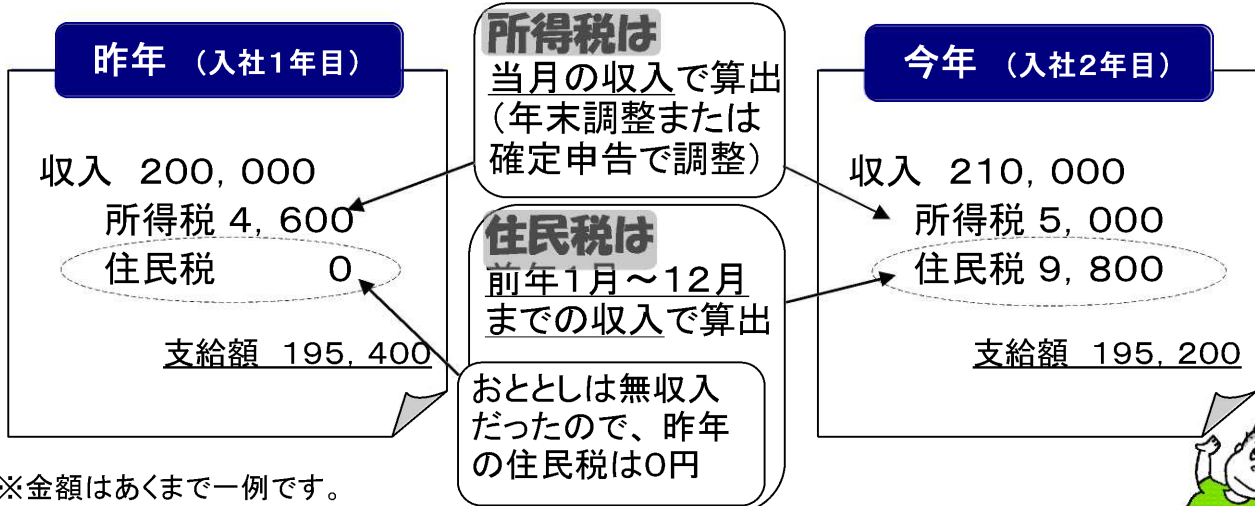 昨年 （入社1年目）
収入 200，000
所得税 4，600
住民税 0
支給額 195，400
※金額はあくまで一例です。
所得税は
当月の収入で算出
（年末調整または
確定申告で調整）
住民税は
前年1月～12月
までの収入で算出
おととしは無収入
だったので、昨年
の住民税は0円
今年 （入社2年目）
収入 210，000
所得税 5，000
住民税 9，800
支給額 195，200